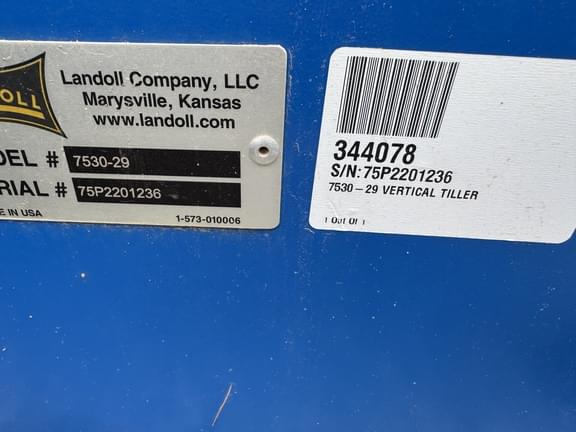 OLL
Landoll Company, LLC
Marysville, Kansas
www.landoll.com
DEL # 7530-29
RIAL # 75P2201236
E IN USA
1-573-010006
344078
S/N:75P2201236
7530-29 VERTICAL TILLER
1 Out Of 1